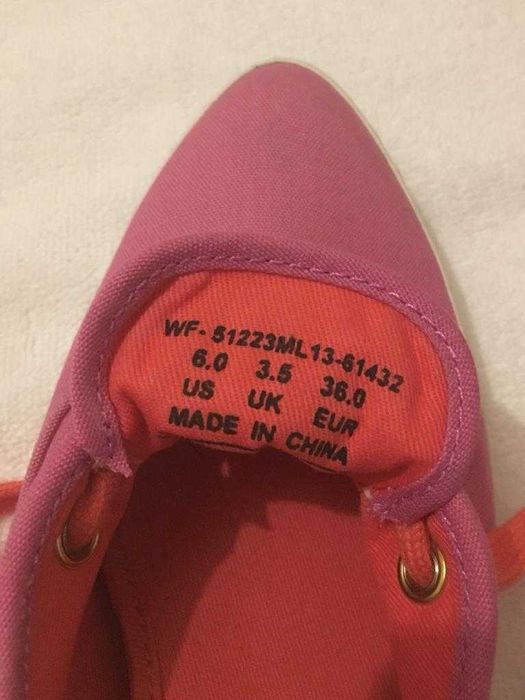 WF-51223ML13-61432
6.0 3.5 36.0
US UK EUR
MADE IN CHINA